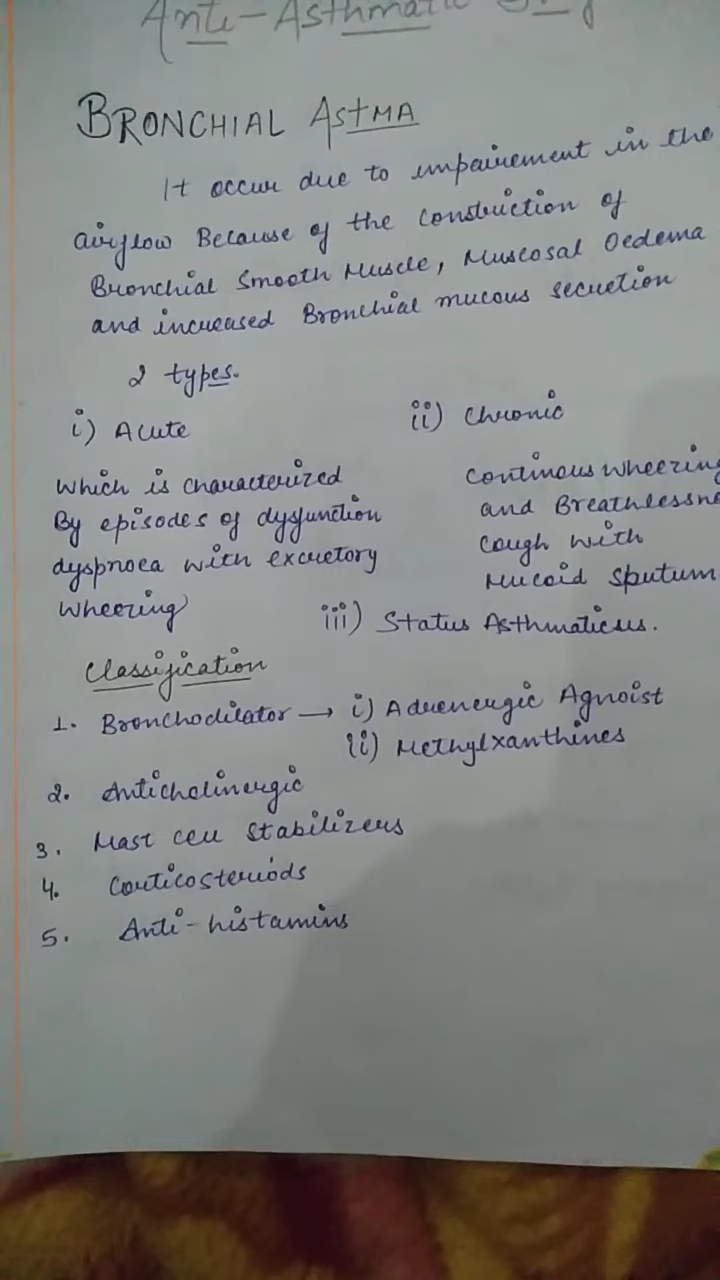 Anti-Asthmatic
BRONCHIAL ASTMA
It occur due to impairement in the
airflow Because of the constriction of
Bronchial Smooth Muscle, Muscosal Oedema
and increased Bronchial mucous secretion
2 types.
i) Acute
ii) Chronic
Which is characterized
By episodes of dysfunction
dyspnoea with excretory
wheezing
continous wheezing
and Breathlessne
cough with
Mucoid Sputum
iii) Status Asthmaticus.
Classification
1. Bronchodilator → i) Adrenergic Agnoist
ii) Methylxanthines
2. Anticholinergic
3. Mast cell stabilizers
4. Corticosteriods
5. Anti-histamins